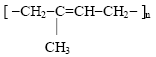 [ –CH₂–C=CH–CH₂– ]ₙ
CH₃